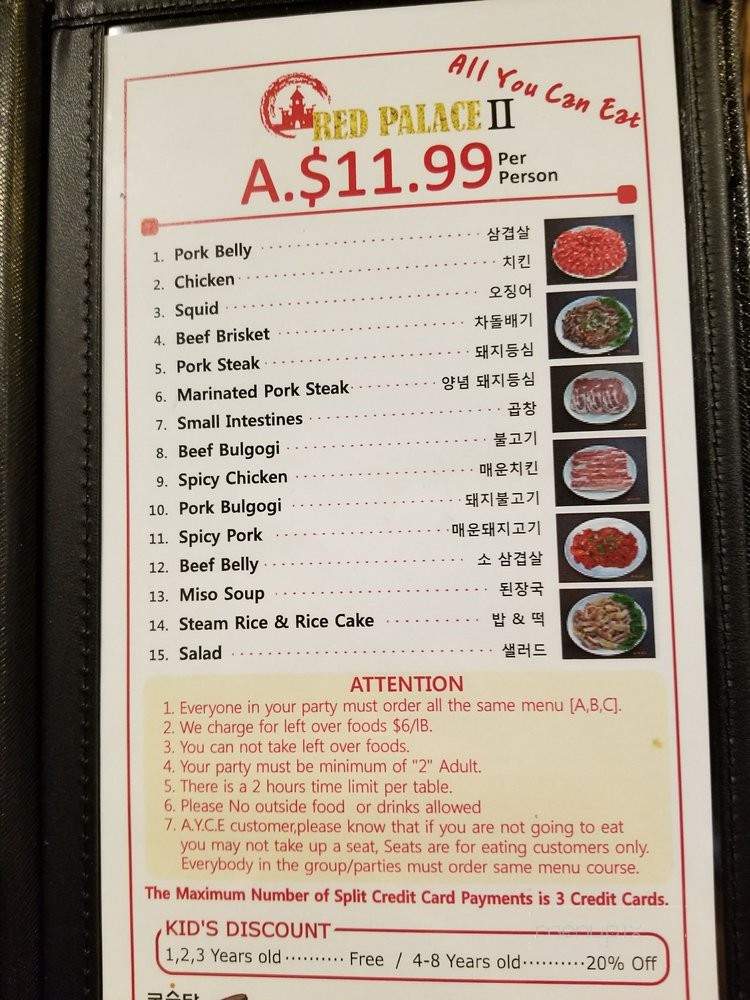 All You Can Eat
RED PALACE II
A.$11.99 Per Person
1. Pork Belly 삼겹살
2. Chicken 치킨
3. Squid 오징어
4. Beef Brisket 차돌배기
5. Pork Steak 돼지등심
6. Marinated Pork Steak 양념 돼지등심
7. Small Intestines 곱창
8. Beef Bulgogi 불고기
9. Spicy Chicken 매운치킨
10. Pork Bulgogi 돼지불고기
11. Spicy Pork 매운돼지고기
12. Beef Belly 소 삼겹살
13. Miso Soup 된장국
14. Steam Rice & Rice Cake 밥 & 떡
15. Salad 샐러드
ATTENTION
1. Everyone in your party must order all the same menu [A,B,C].
2. We charge for left over foods $6/lB.
3. You can not take left over foods.
4. Your party must be minimum of "2" Adult.
5. There is a 2 hours time limit per table.
6. Please No outside food or drinks allowed
7. A.Y.C.E customer,please know that if you are not going to eat
you may not take up a seat, Seats are for eating customers only.
Everybody in the group/parties must order same menu course.
The Maximum Number of Split Credit Card Payments is 3 Credit Cards.
KID'S DISCOUNT
1,2,3 Years old Free / 4-8 Years old 20% Off